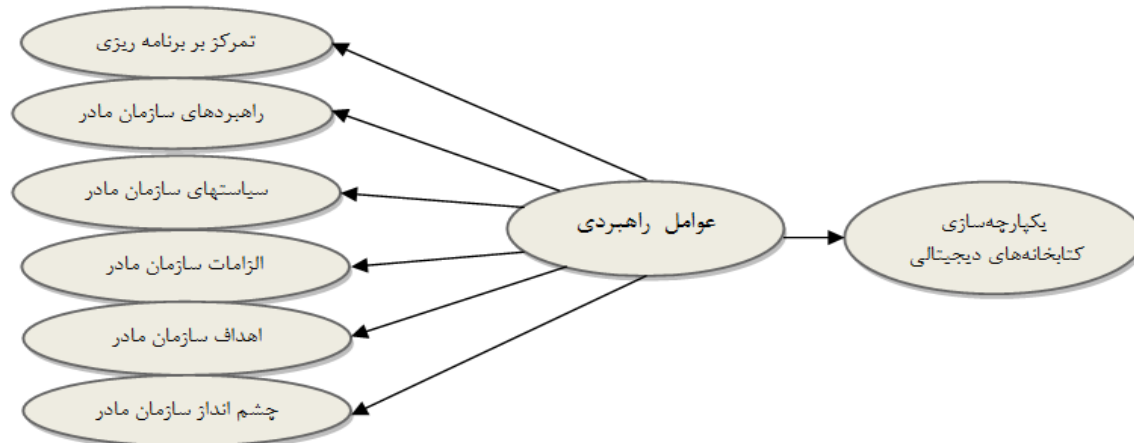 تمرکز بر برنامه ریزی
راهبردهای سازمان مادر
سیاستهای سازمان مادر
الزامات سازمان مادر
اهداف سازمان مادر
چشم انداز سازمان مادر
عوامل راهبردی
یکپارچه‌سازی
کتابخانه‌های دیجیتالی